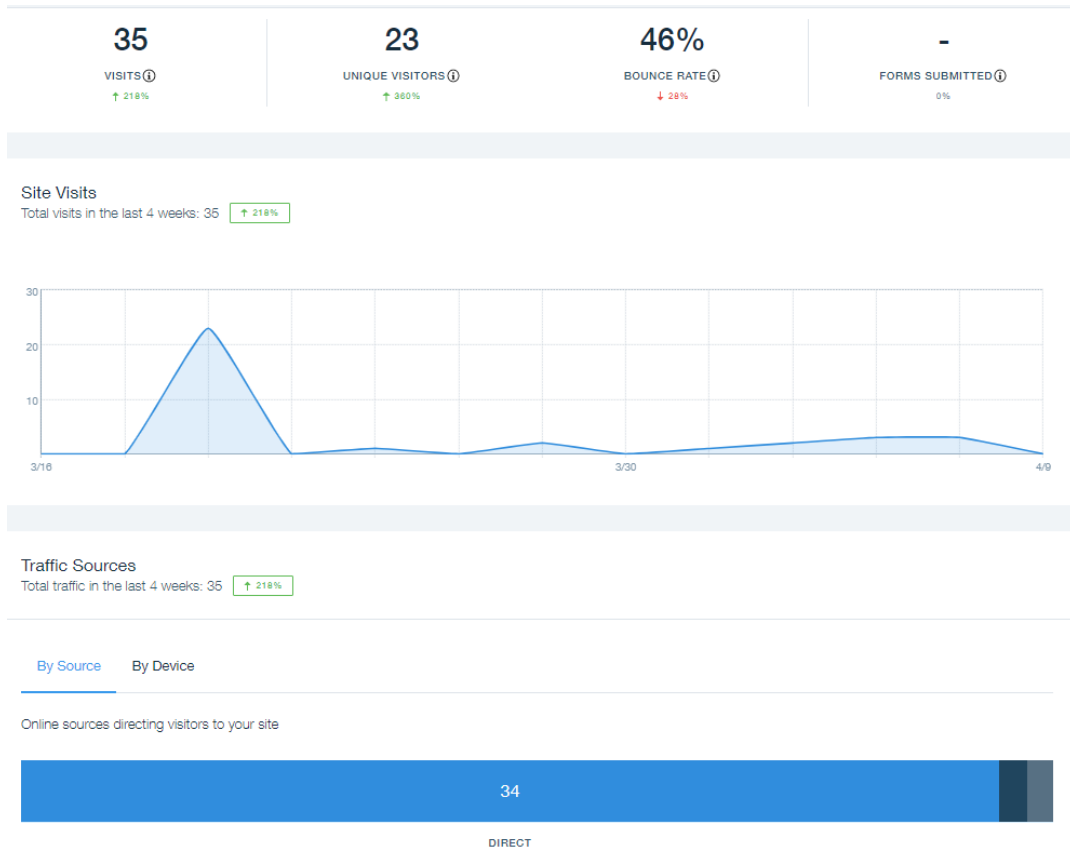 35 23 46% -
VISITS UNIQUE VISITORS BOUNCE RATE FORMS SUBMITTED
↑ 218% ↑ 360% ↓ 28% 0%
Site Visits
Total visits in the last 4 weeks: 35 ↑ 218%
30
20
10
3/16 3/30 4/9
Traffic Sources
Total traffic in the last 4 weeks: 35 ↑ 218%
By Source By Device
Online sources directing visitors to your site
34
DIRECT